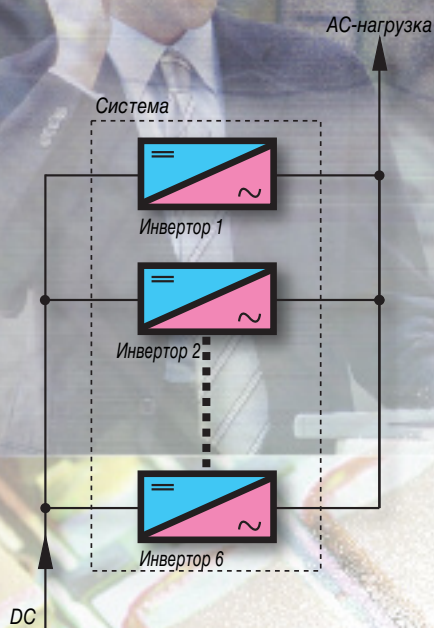 АС-нагрузка
Система
Инвертор 1
Инвертор 2
Инвертор 6
DC